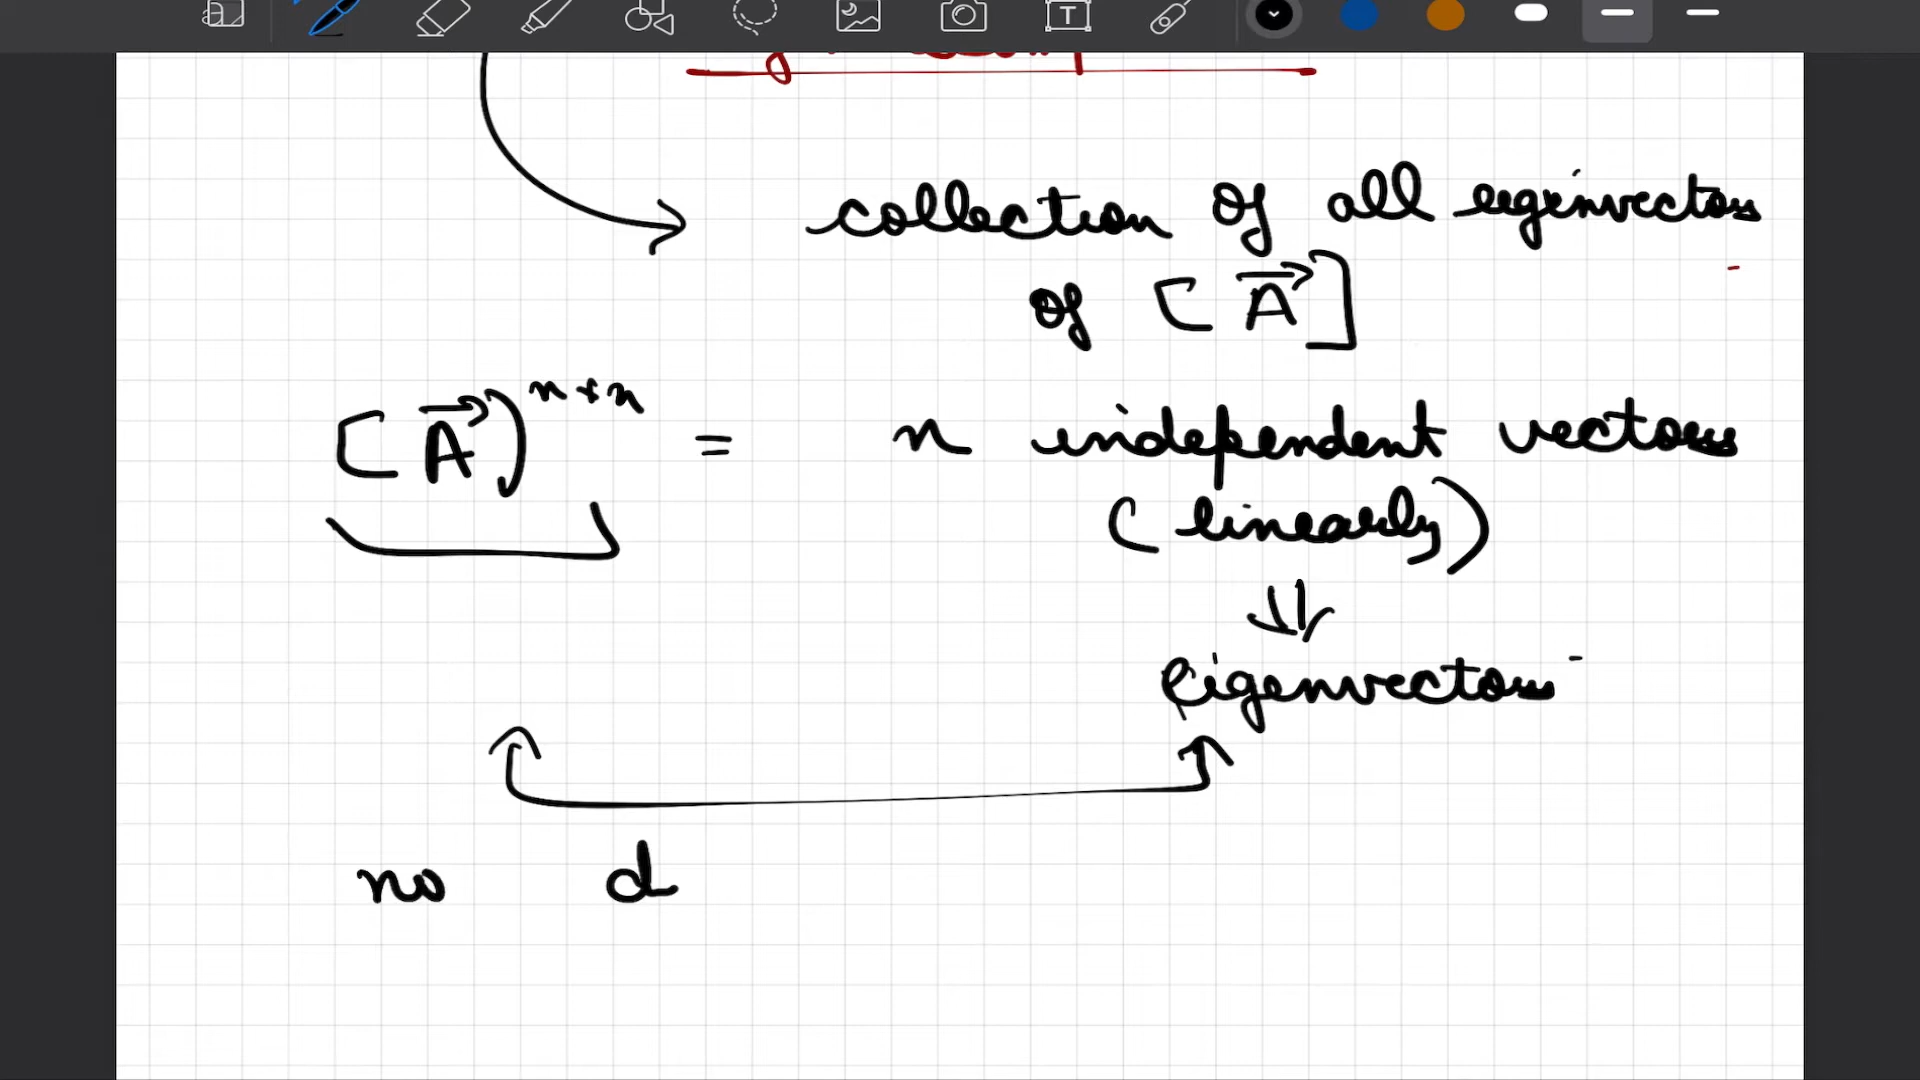 collection of all eigenvectors
of [A⃗]
[A⃗]ⁿ*ⁿ = n independent vectors
(linearly)
⇓
Eigenvectors
no d